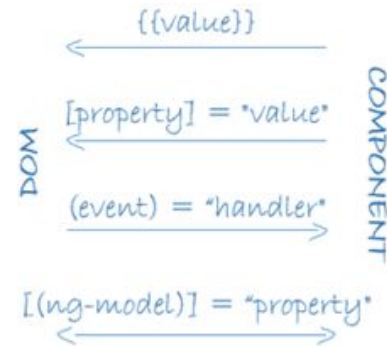 {{value}}
[property] = "value"
DOM
COMPONENT
(event) = "handler"
[(ng-model)] = "property"